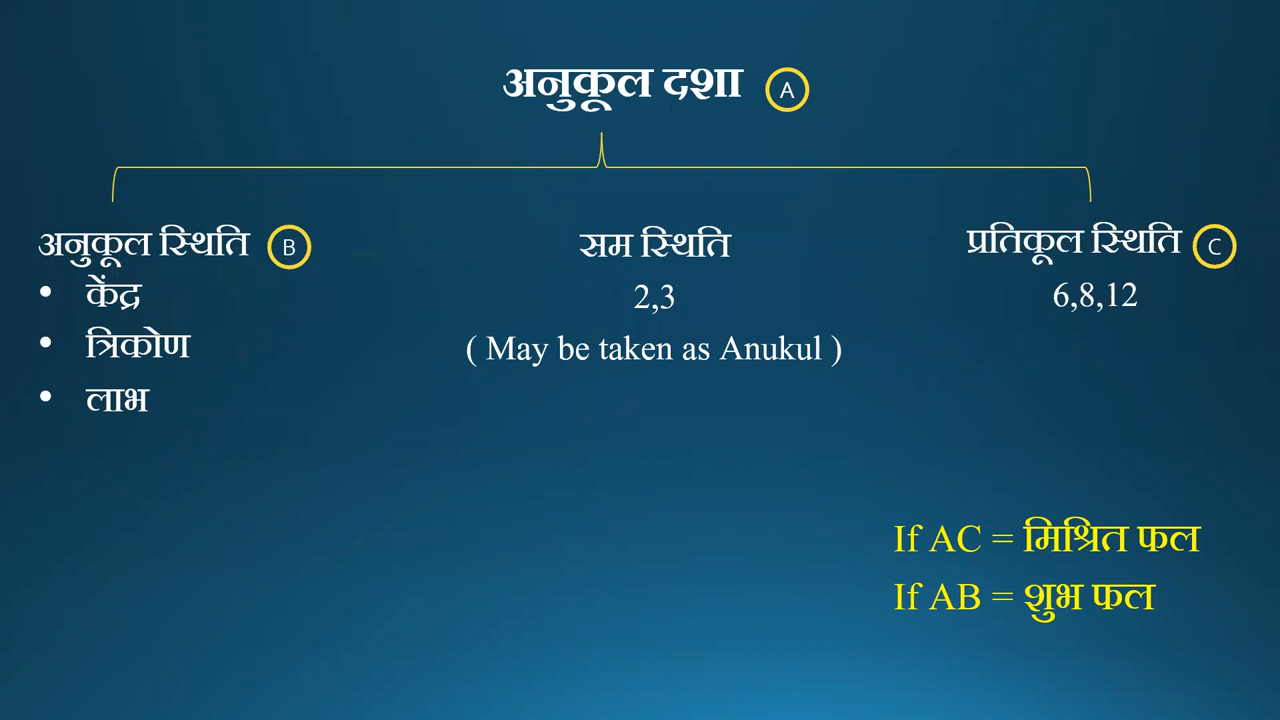 अनुकूल दशा A
अनुकूल स्थिति B
• केंद्र
• त्रिकोण
• लाभ
सम स्थिति
2,3
( May be taken as Anukul )
प्रतिकूल स्थिति C
6,8,12
If AC = मिश्रित फल
If AB = शुभ फल